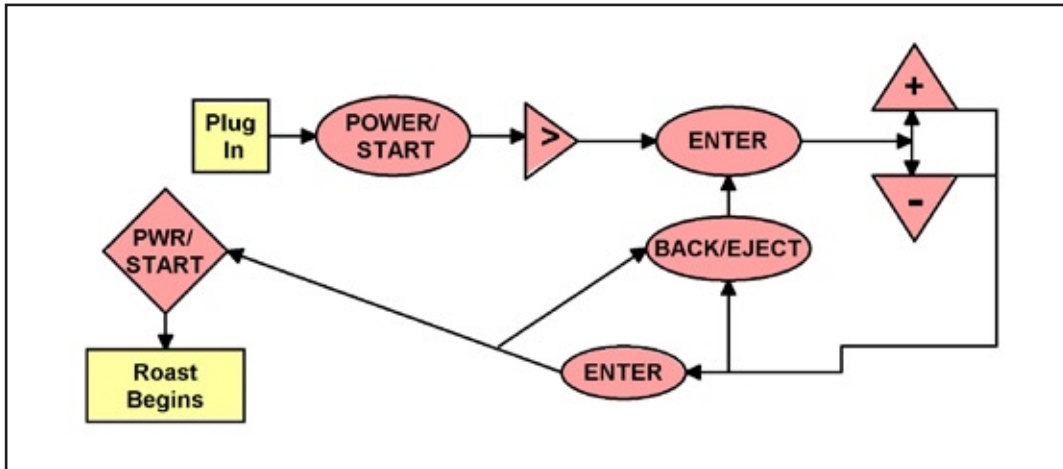 Plug
In
POWER/
START
>
ENTER
+
-
PWR/
START
BACK/EJECT
ENTER
Roast
Begins